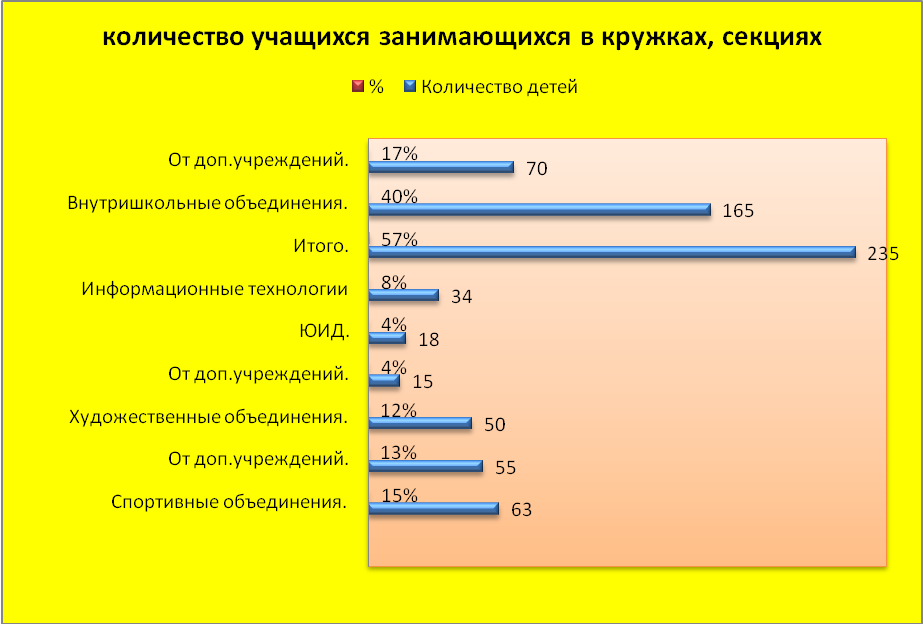 количество учащихся занимающихся в кружках, секциях
% Количество детей
От доп.учреждений. 17% 70
Внутришкольные объединения. 40% 165
Итого. 57% 235
Информационные технологии 8% 34
ЮИД. 4% 18
От доп.учреждений. 4% 15
Художественные объединения. 12% 50
От доп.учреждений. 13% 55
Спортивные объединения. 15% 63